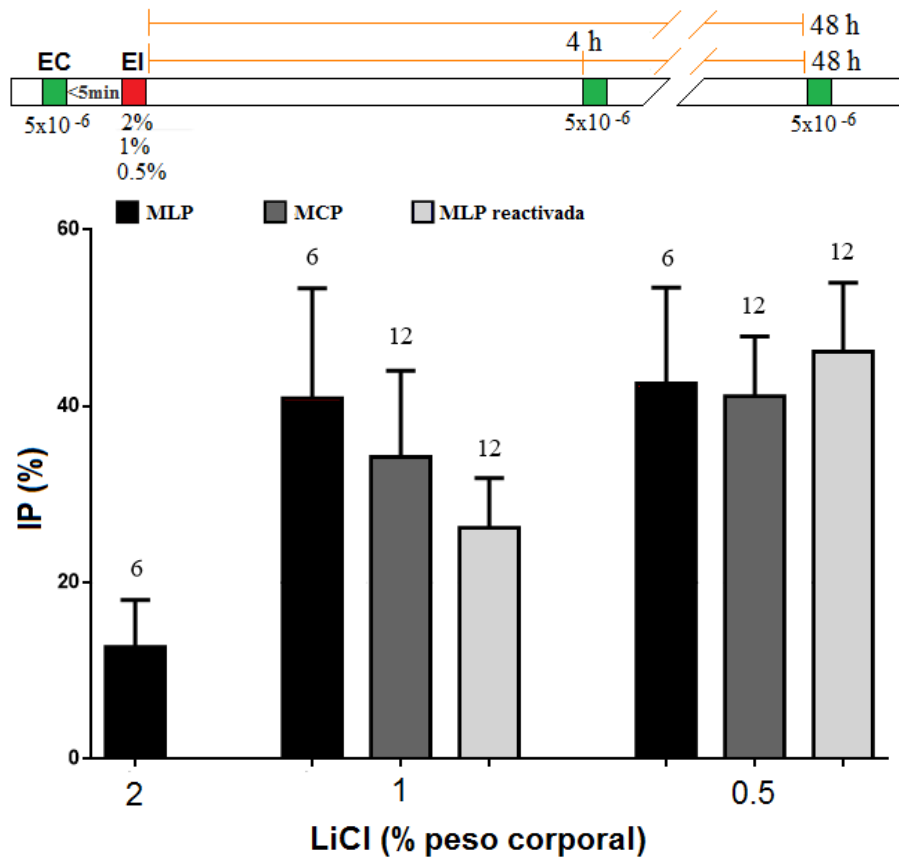 48 h
4 h
EC
EI
48 h
<5min
5x10 -6
2%
5x10 -6
5x10 -6
1%
0.5%
MLP
MCP
MLP reactivada
60
6
12
6
12
12
40
12
IP (%)
20
6
0
2
1
0.5
LiCl (% peso corporal)